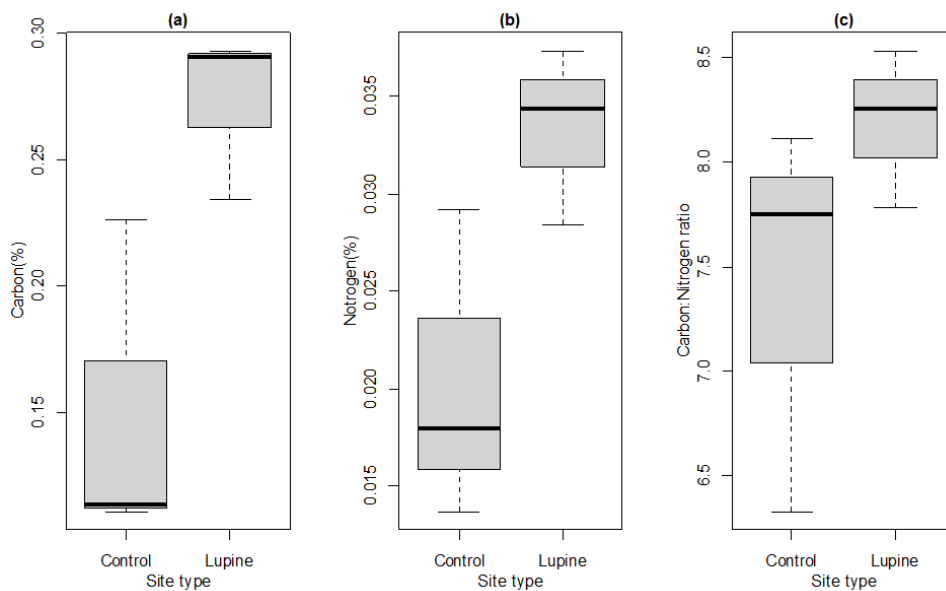 (a)
Carbon(%)
0.30
0.25
0.20
0.15
Control Lupine
Site type
(b)
Notrogen(%)
0.035
0.030
0.025
0.020
0.015
Control Lupine
Site type
(c)
Carbon:Nitrogen ratio
8.5
8.0
7.5
7.0
6.5
Control Lupine
Site type